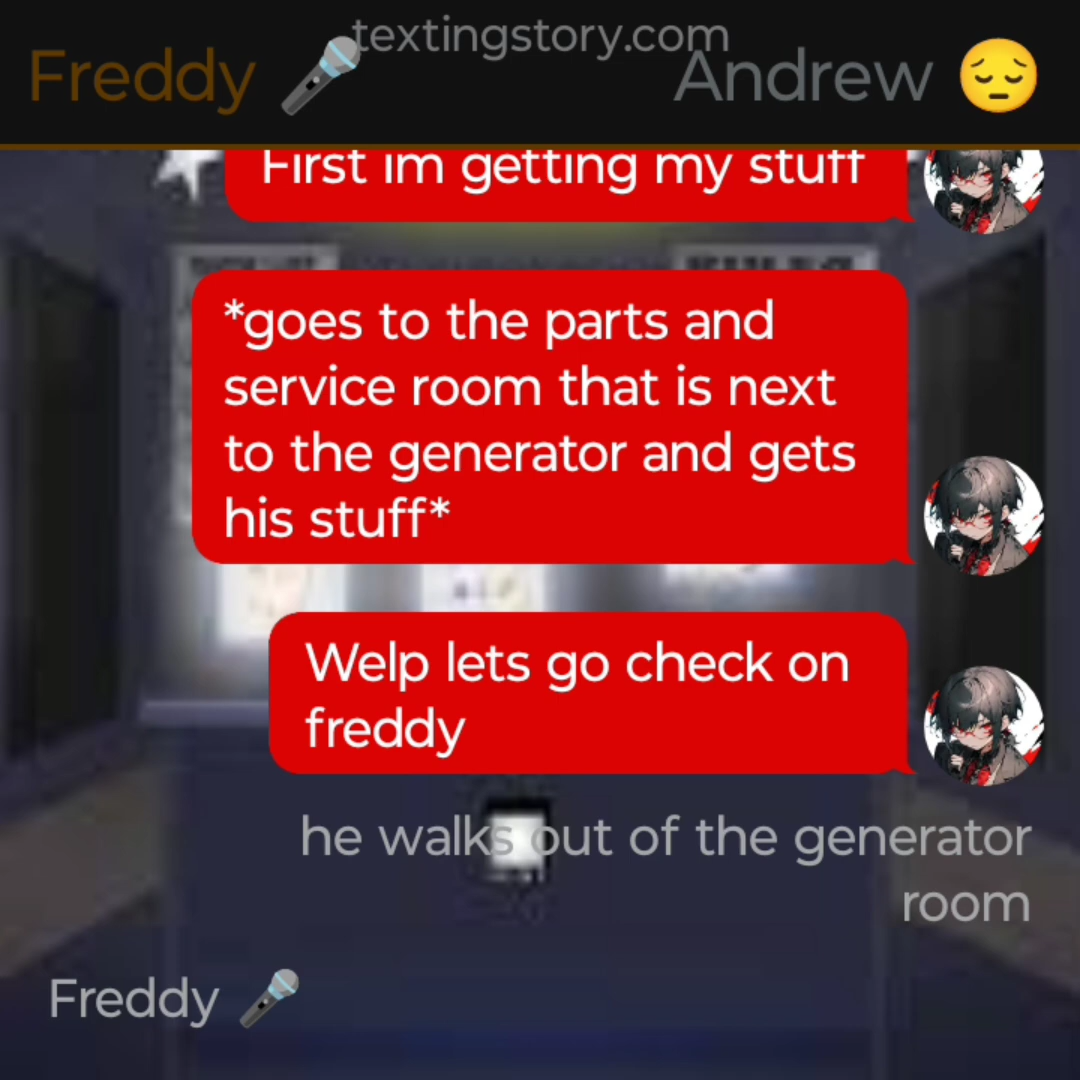 textingstory.com
Freddy 🎤 Andrew 😔
First im getting my stuff
*goes to the parts and
service room that is next
to the generator and gets
his stuff*
Welp lets go check on
freddy
he walks out of the generator
room
Freddy 🎤